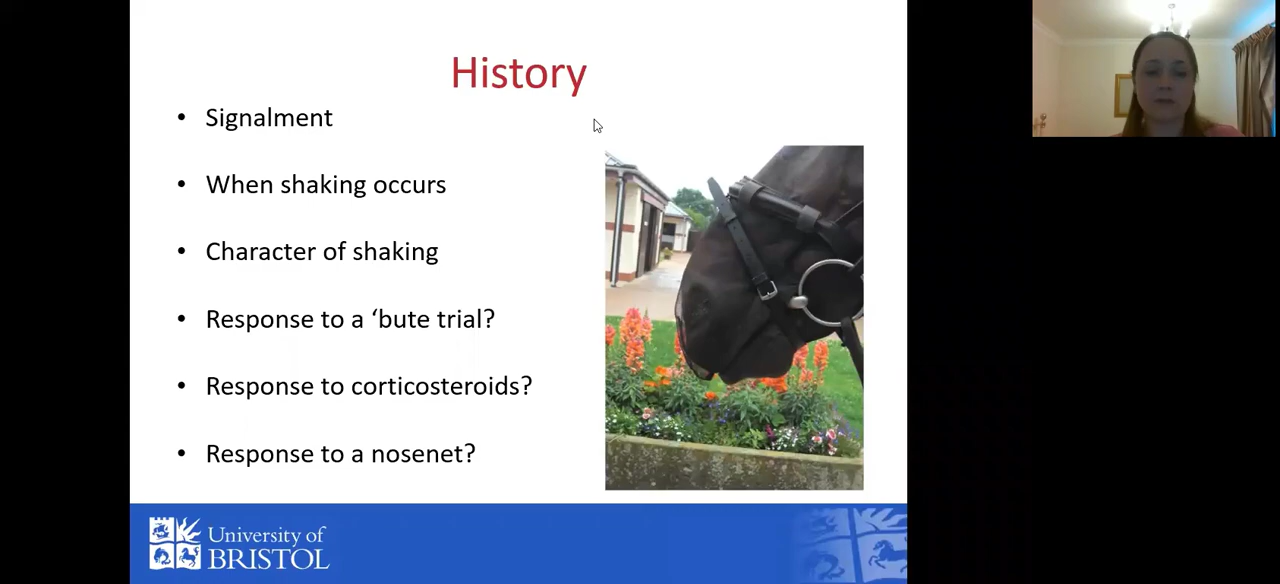 History
• Signalment
• When shaking occurs
• Character of shaking
• Response to a ‘bute trial?
• Response to corticosteroids?
• Response to a nosenet?
University of
BRISTOL